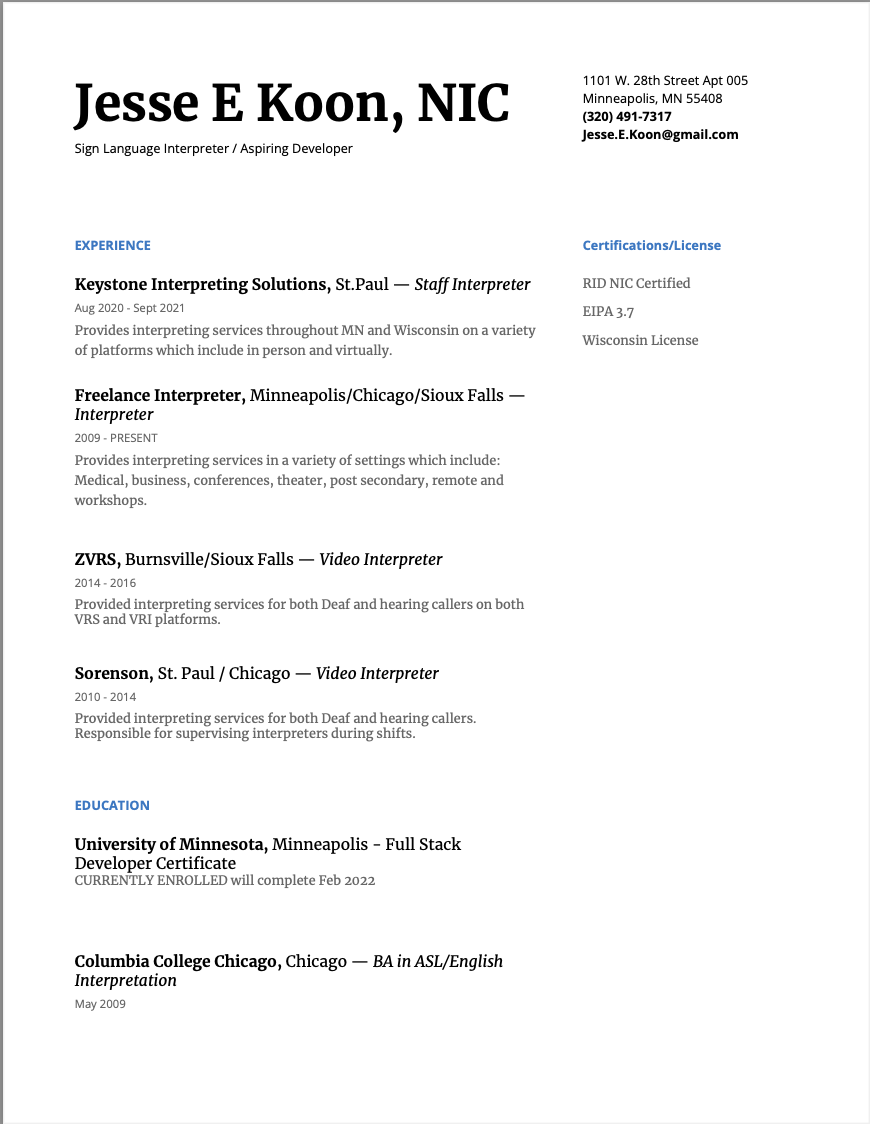 Jesse E Koon, NIC
Sign Language Interpreter / Aspiring Developer
1101 W. 28th Street Apt 005
Minneapolis, MN 55408
(320) 491-7317
Jesse.E.Koon@gmail.com
EXPERIENCE
Keystone Interpreting Solutions, St.Paul — Staff Interpreter
Aug 2020 - Sept 2021
Provides interpreting services throughout MN and Wisconsin on a variety
of platforms which include in person and virtually.
Freelance Interpreter, Minneapolis/Chicago/Sioux Falls —
Interpreter
2009 - PRESENT
Provides interpreting services in a variety of settings which include:
Medical, business, conferences, theater, post secondary, remote and
workshops.
ZVRS, Burnsville/Sioux Falls — Video Interpreter
2014 - 2016
Provided interpreting services for both Deaf and hearing callers on both
VRS and VRI platforms.
Sorenson, St. Paul / Chicago — Video Interpreter
2010 - 2014
Provided interpreting services for both Deaf and hearing callers.
Responsible for supervising interpreters during shifts.
EDUCATION
University of Minnesota, Minneapolis - Full Stack
Developer Certificate
CURRENTLY ENROLLED will complete Feb 2022
Columbia College Chicago, Chicago — BA in ASL/English
Interpretation
May 2009
Certifications/License
RID NIC Certified
EIPA 3.7
Wisconsin License